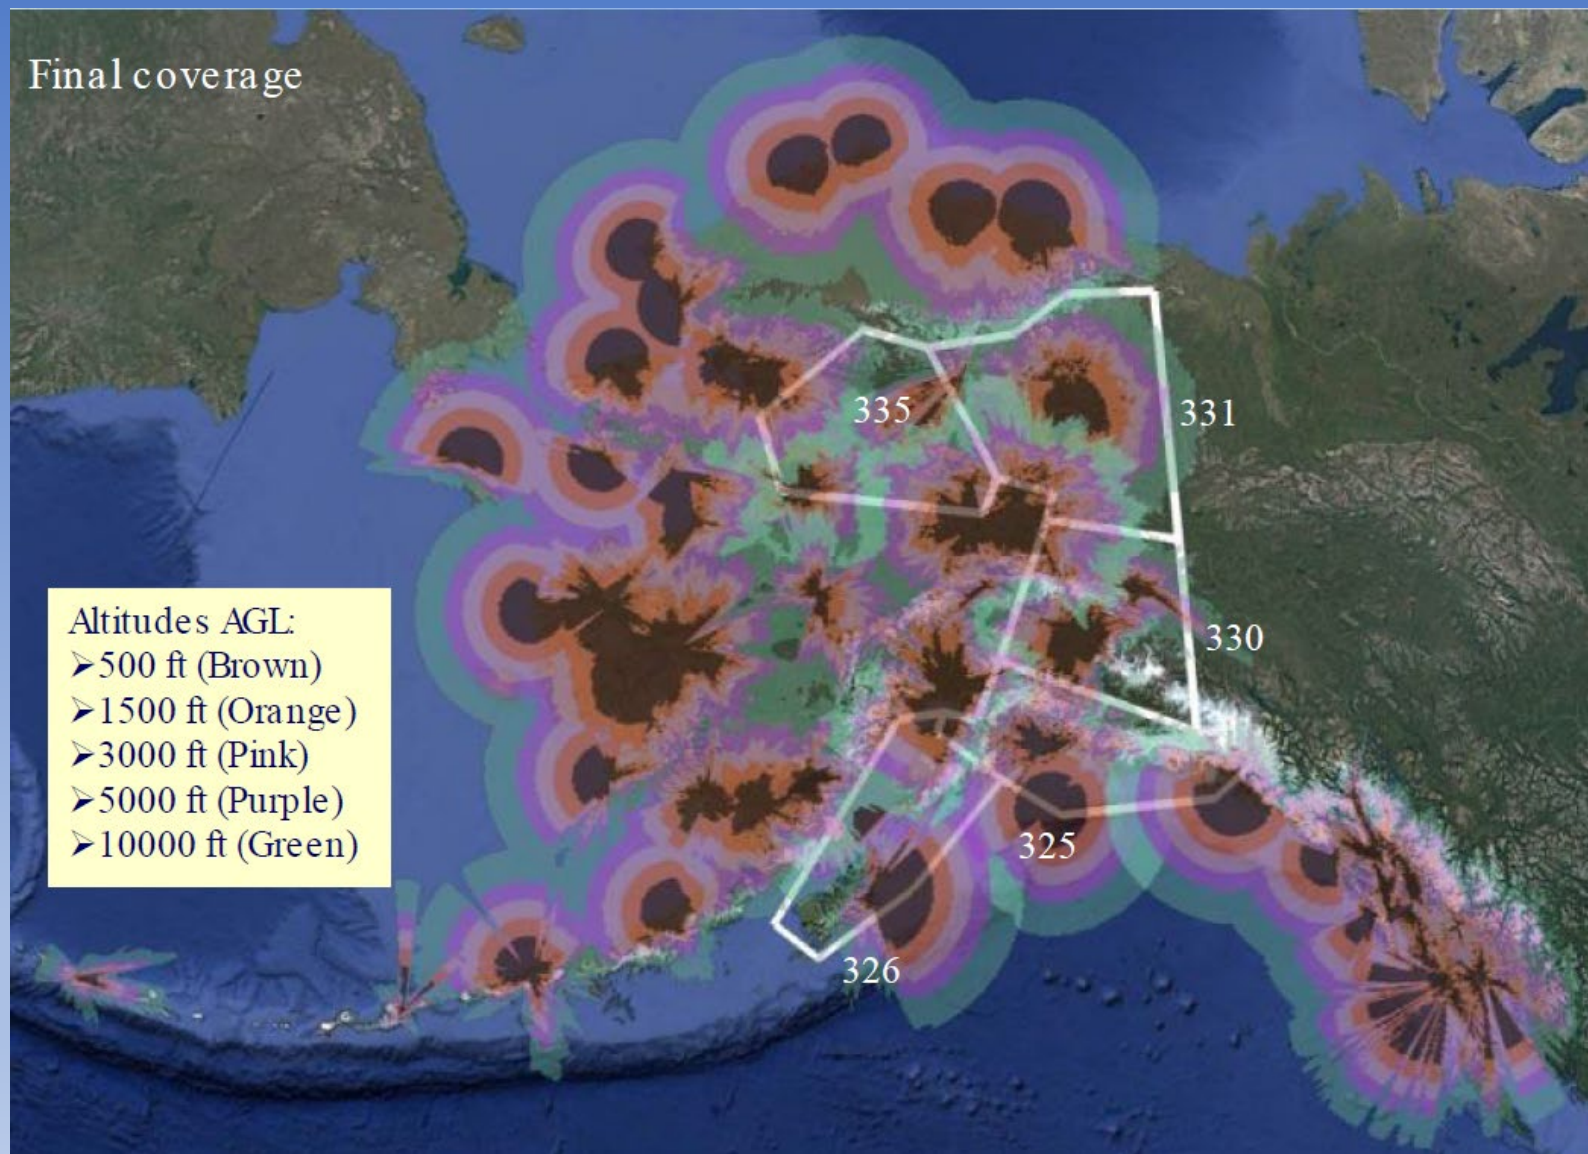 Final coverage
335
331
Altitudes AGL:
➢500 ft (Brown)
➢1500 ft (Orange)
➢3000 ft (Pink)
➢5000 ft (Purple)
➢10000 ft (Green)
330
325
326